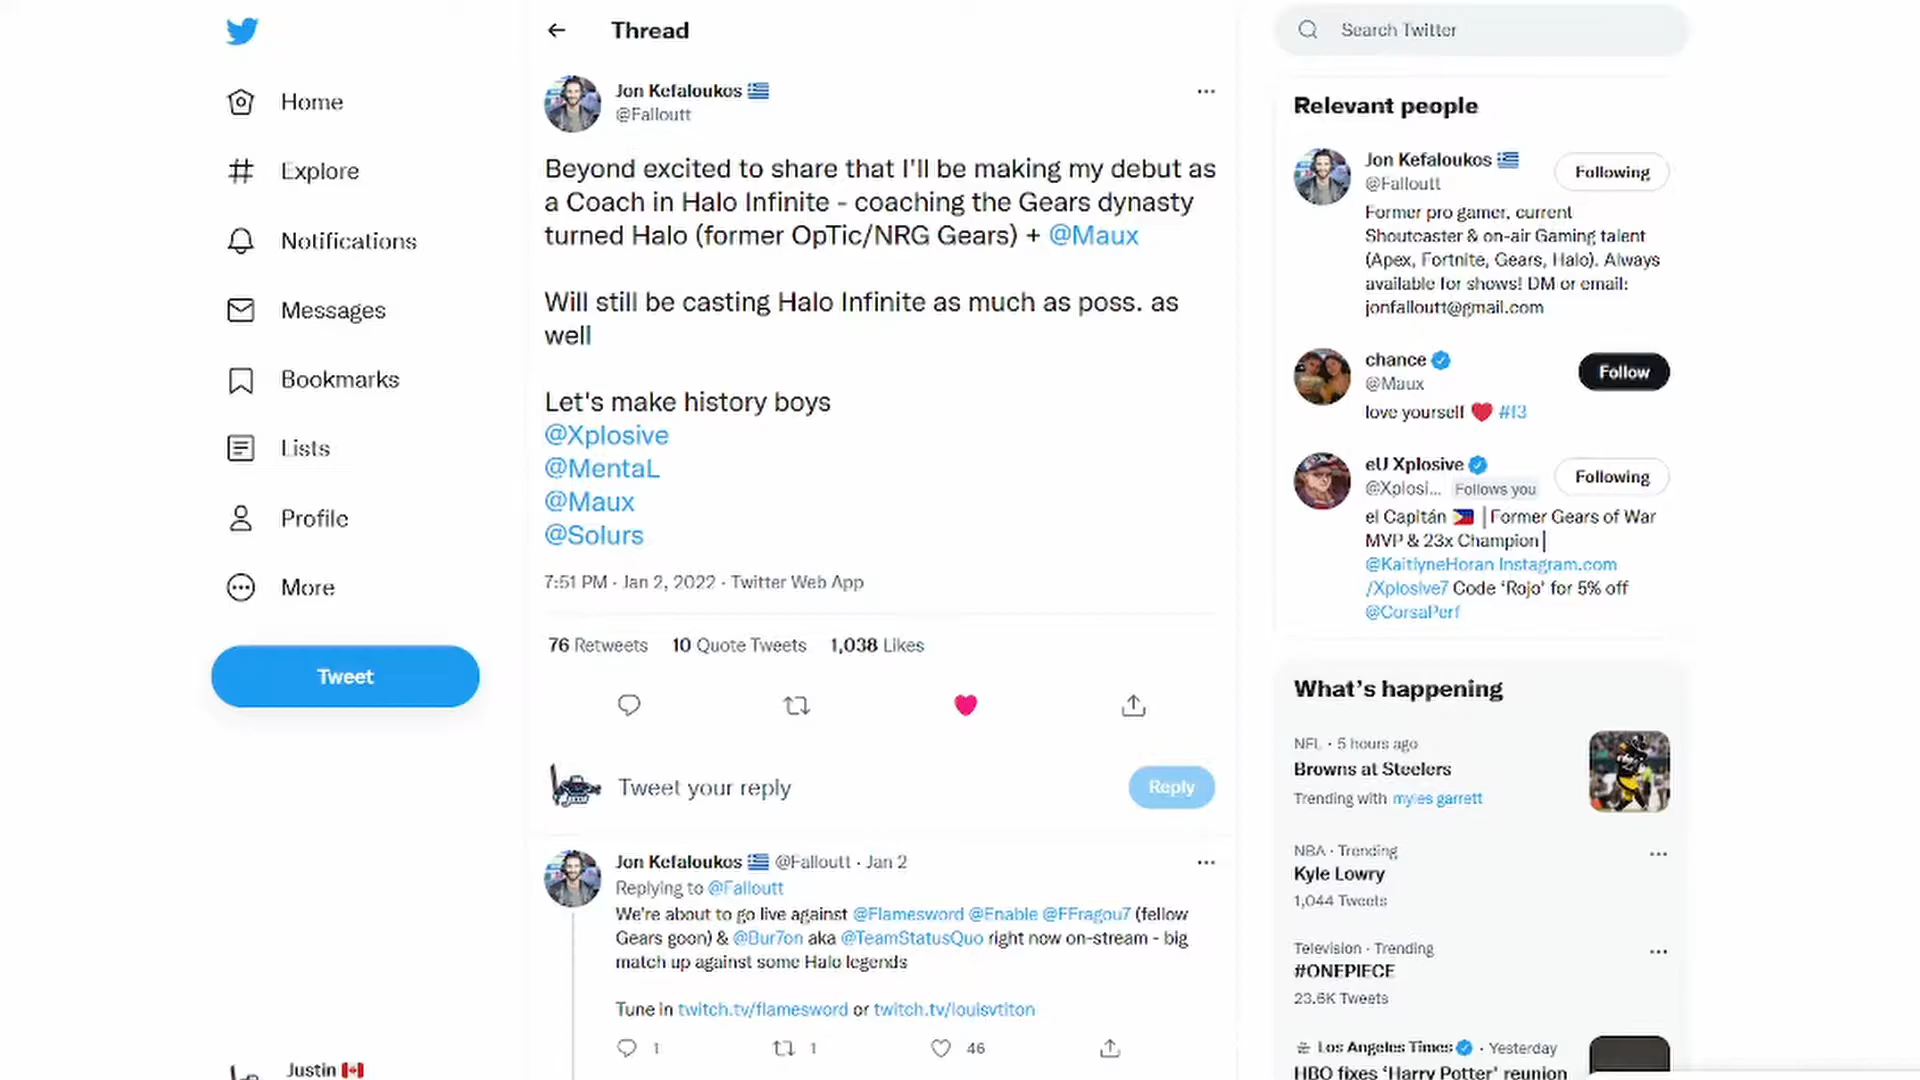 Home
Explore
Notifications
Messages
Bookmarks
Lists
Profile
More
Tweet
Justin
Thread
Jon Kefaloukos
@Falloutt
Beyond excited to share that I'll be making my debut as
a Coach in Halo Infinite - coaching the Gears dynasty
turned Halo (former OpTic/NRG Gears) + @Maux
Will still be casting Halo Infinite as much as poss. as
well
Let's make history boys
@Xplosive
@MentaL
@Maux
@Solurs
7:51 PM · Jan 2, 2022 · Twitter Web App
76 Retweets 10 Quote Tweets 1,038 Likes
Tweet your reply
Reply
Jon Kefaloukos @Falloutt · Jan 2
Replying to @Falloutt
We're about to go live against @Flamesword @Enable @FFragou7 (fellow
Gears goon) & @Bur7on aka @TeamStatusQuo right now on-stream - big
match up against some Halo legends
Tune in twitch.tv/flamesword or twitch.tv/louisvtiton
1 1 46
Search Twitter
Relevant people
Jon Kefaloukos
@Falloutt
Following
Former pro gamer, current
Shoutcaster & on-air Gaming talent
(Apex, Fortnite, Gears, Halo). Always
available for shows! DM or email:
jonfalloutt@gmail.com
chance
@Maux
Follow
love yourself ❤️ #f3
eU Xplosive
@Xplosi... Follows you
Following
el Capitán 🇵🇭 | Former Gears of War
MVP & 23x Champion|
@KaitlyneHoran Instagram.com
/Xplosive7 Code ‘Rojo’ for 5% off
@CorsaPerf
What’s happening
NFL · 5 hours ago
Browns at Steelers
Trending with myles garrett
NBA · Trending
Kyle Lowry
1,044 Tweets
Television · Trending
#ONEPIECE
23.6K Tweets
Los Angeles Times · Yesterday
HBO fixes ‘Harry Potter’ reunion